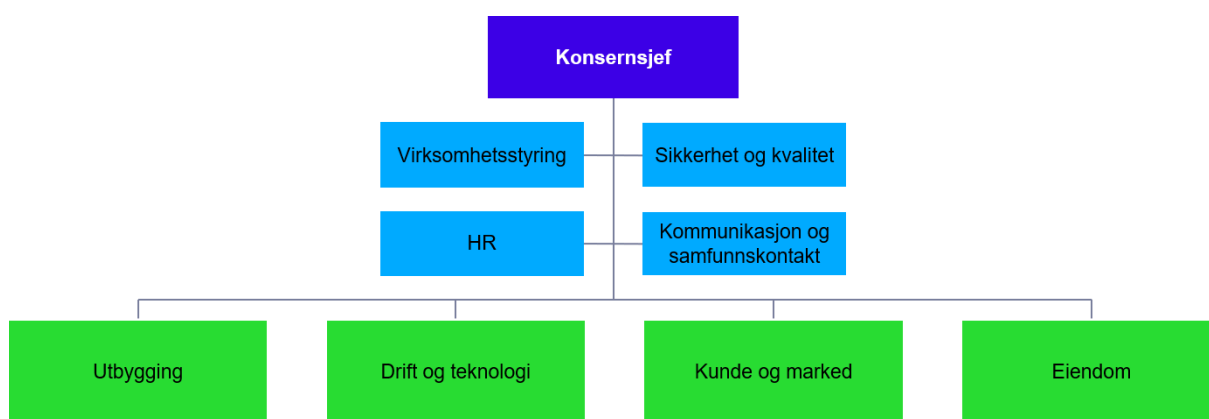 Konsernsjef
Virksomhetsstyring
Sikkerhet og kvalitet
HR
Kommunikasjon og
samfunnskontakt
Utbygging
Drift og teknologi
Kunde og marked
Eiendom